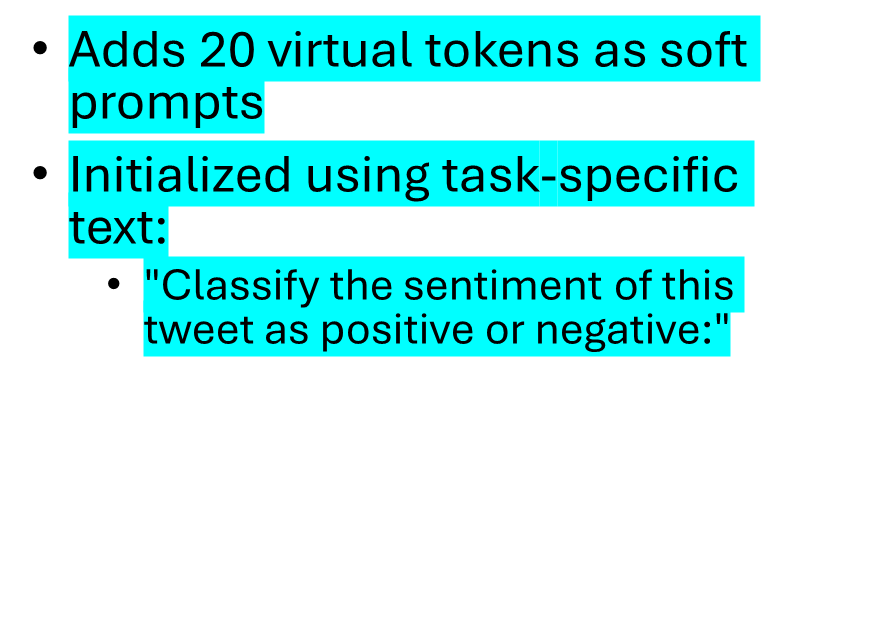 • Adds 20 virtual tokens as soft
prompts
• Initialized using task-specific
text:
• "Classify the sentiment of this
tweet as positive or negative:"